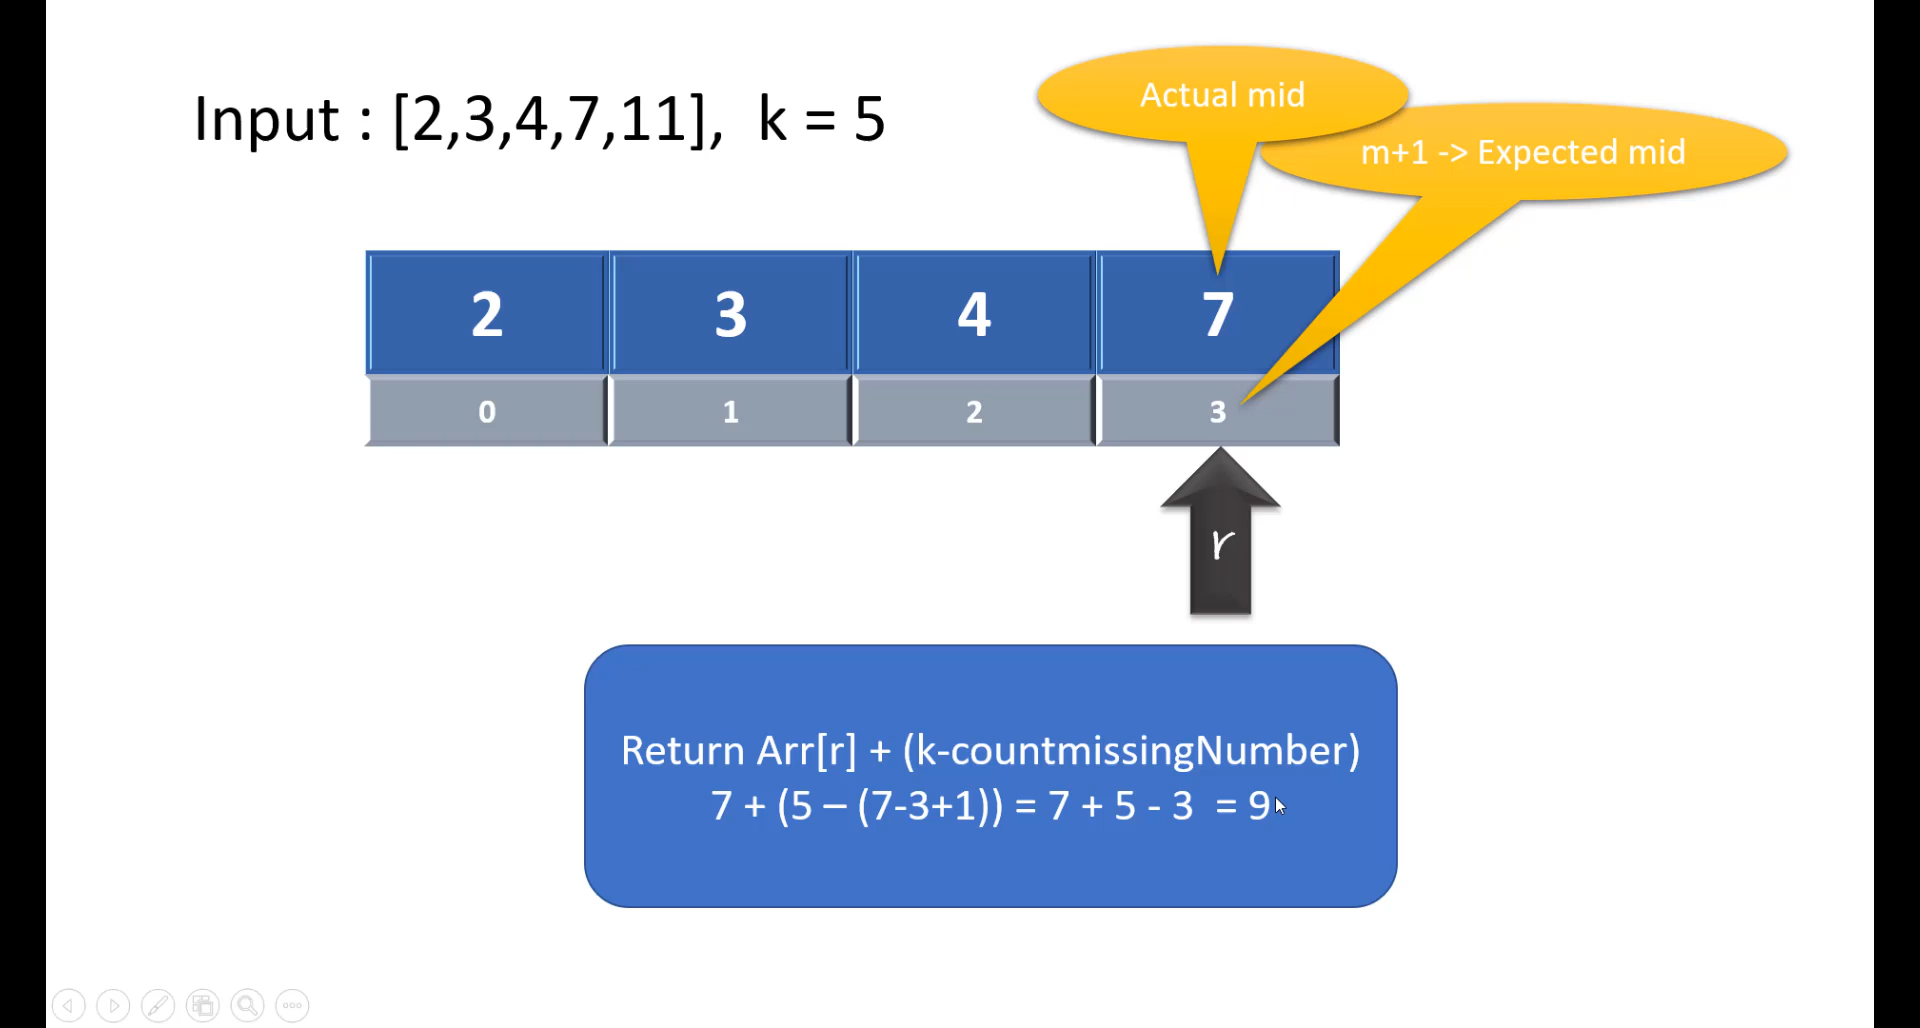 Input : [2,3,4,7,11],  k = 5
Actual mid
m+1 -> Expected mid
2 3 4 7
0 1 2 3
r
Return Arr[r] + (k-countmissingNumber)
7 + (5 – (7-3+1)) = 7 + 5 - 3  = 9